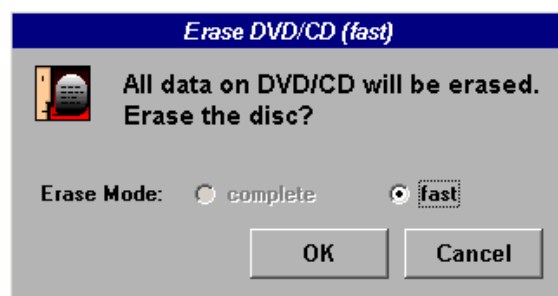 Erase DVD/CD (fast)
All data on DVD/CD will be erased.
Erase the disc?
Erase Mode: complete fast
OK Cancel